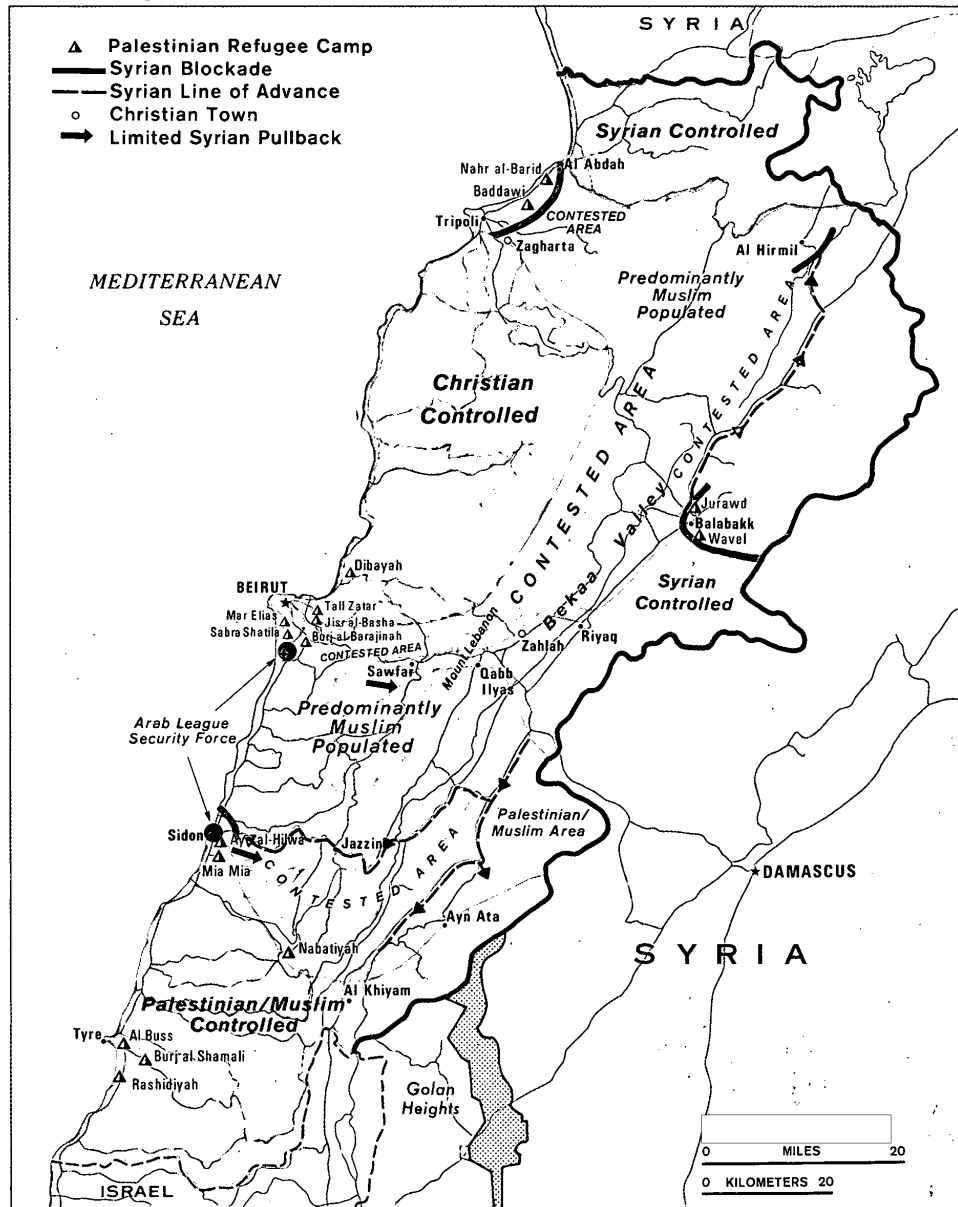 Palestinian Refugee Camp
Syrian Blockade
Syrian Line of Advance
Christian Town
Limited Syrian Pullback
SYRIA
Syrian Controlled
Nahr al-Barid
Al Abdah
Baddawi
CONTESTED
AREA
Tripoli
Zagharta
Al Hirmil
MEDITERRANEAN
SEA
Predominantly
Muslim
Populated
Christian
Controlled
CONTESTED AREA
CONTESTED AREA
Bekaa Valley
Jurawd
Balabakk
Wavel
Syrian
Controlled
Dibayah
BEIRUT
Tall Zatar
Mar Elias
Jisr al-Basha
Sabra Shatila
Burj al-Barajinah
CONTESTED AREA
Mount Lebanon
Zahlah
Riyaq
Sawfar
Qabb
Ilyas
Predominantly
Muslim
Populated
Arab League
Security Force
Palestinian/
Muslim Area
Sidon
Ayn al-Hilwa
Jazzin
Mia Mia
CONTESTED AREA
DAMASCUS
Ayn Ata
Nabatiyah
SYRIA
Al Khiyam
Palestinian/Muslim
Controlled
Tyre
Al Buss
Burj al Shamali
Rashidiyah
Golan
Heights
0 MILES 20
0 KILOMETERS 20
ISRAEL